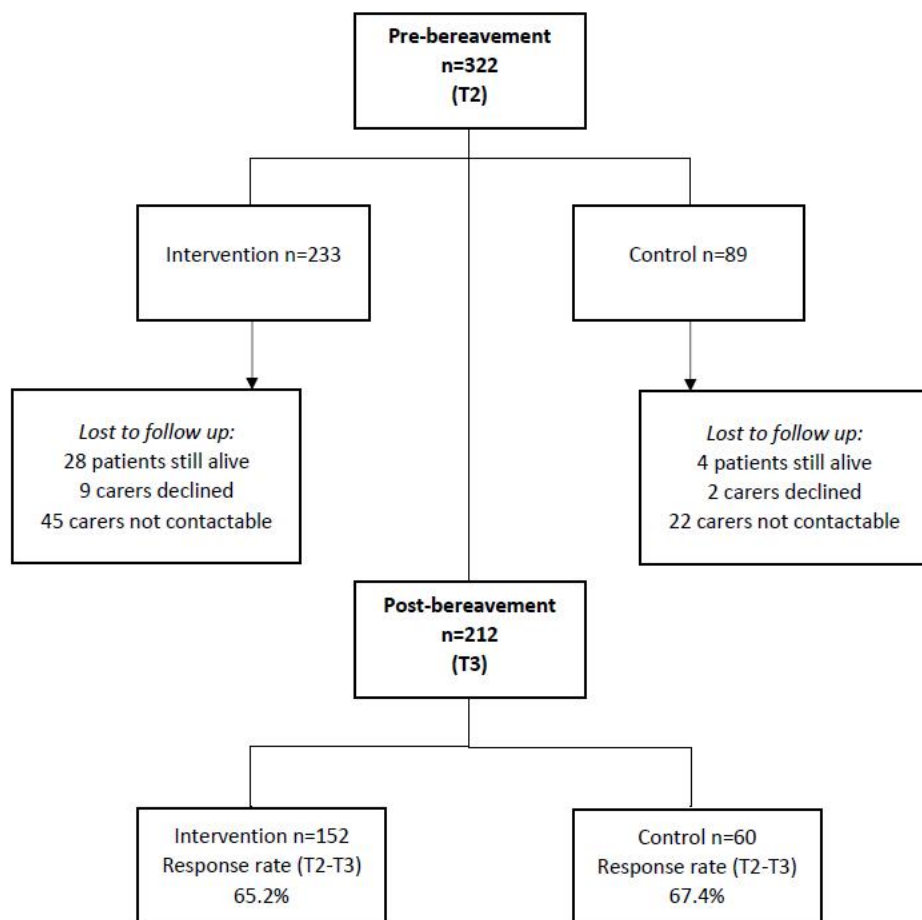 Pre-bereavement
n=322
(T2)
Intervention n=233
Control n=89
Lost to follow up:
28 patients still alive
9 carers declined
45 carers not contactable
Lost to follow up:
4 patients still alive
2 carers declined
22 carers not contactable
Post-bereavement
n=212
(T3)
Intervention n=152
Response rate (T2-T3)
65.2%
Control n=60
Response rate (T2-T3)
67.4%